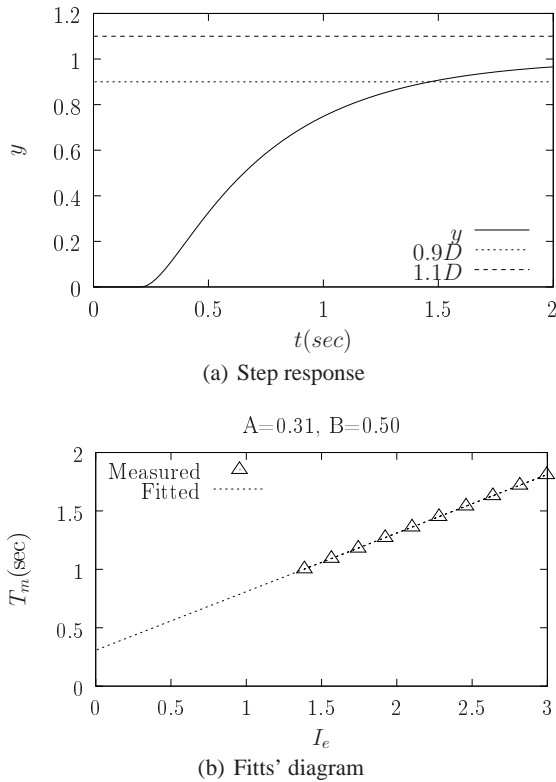 1.2
1
0.8
0.6
0.4
0.2
0
y
y
0.9D
1.1D
0 0.5 1 1.5 2
t(sec)
(a) Step response
A=0.31, B=0.50
2
1.5
1
0.5
0
T_m(sec)
Measured
Fitted
0 0.5 1 1.5 2 2.5 3
I_e
(b) Fitts' diagram